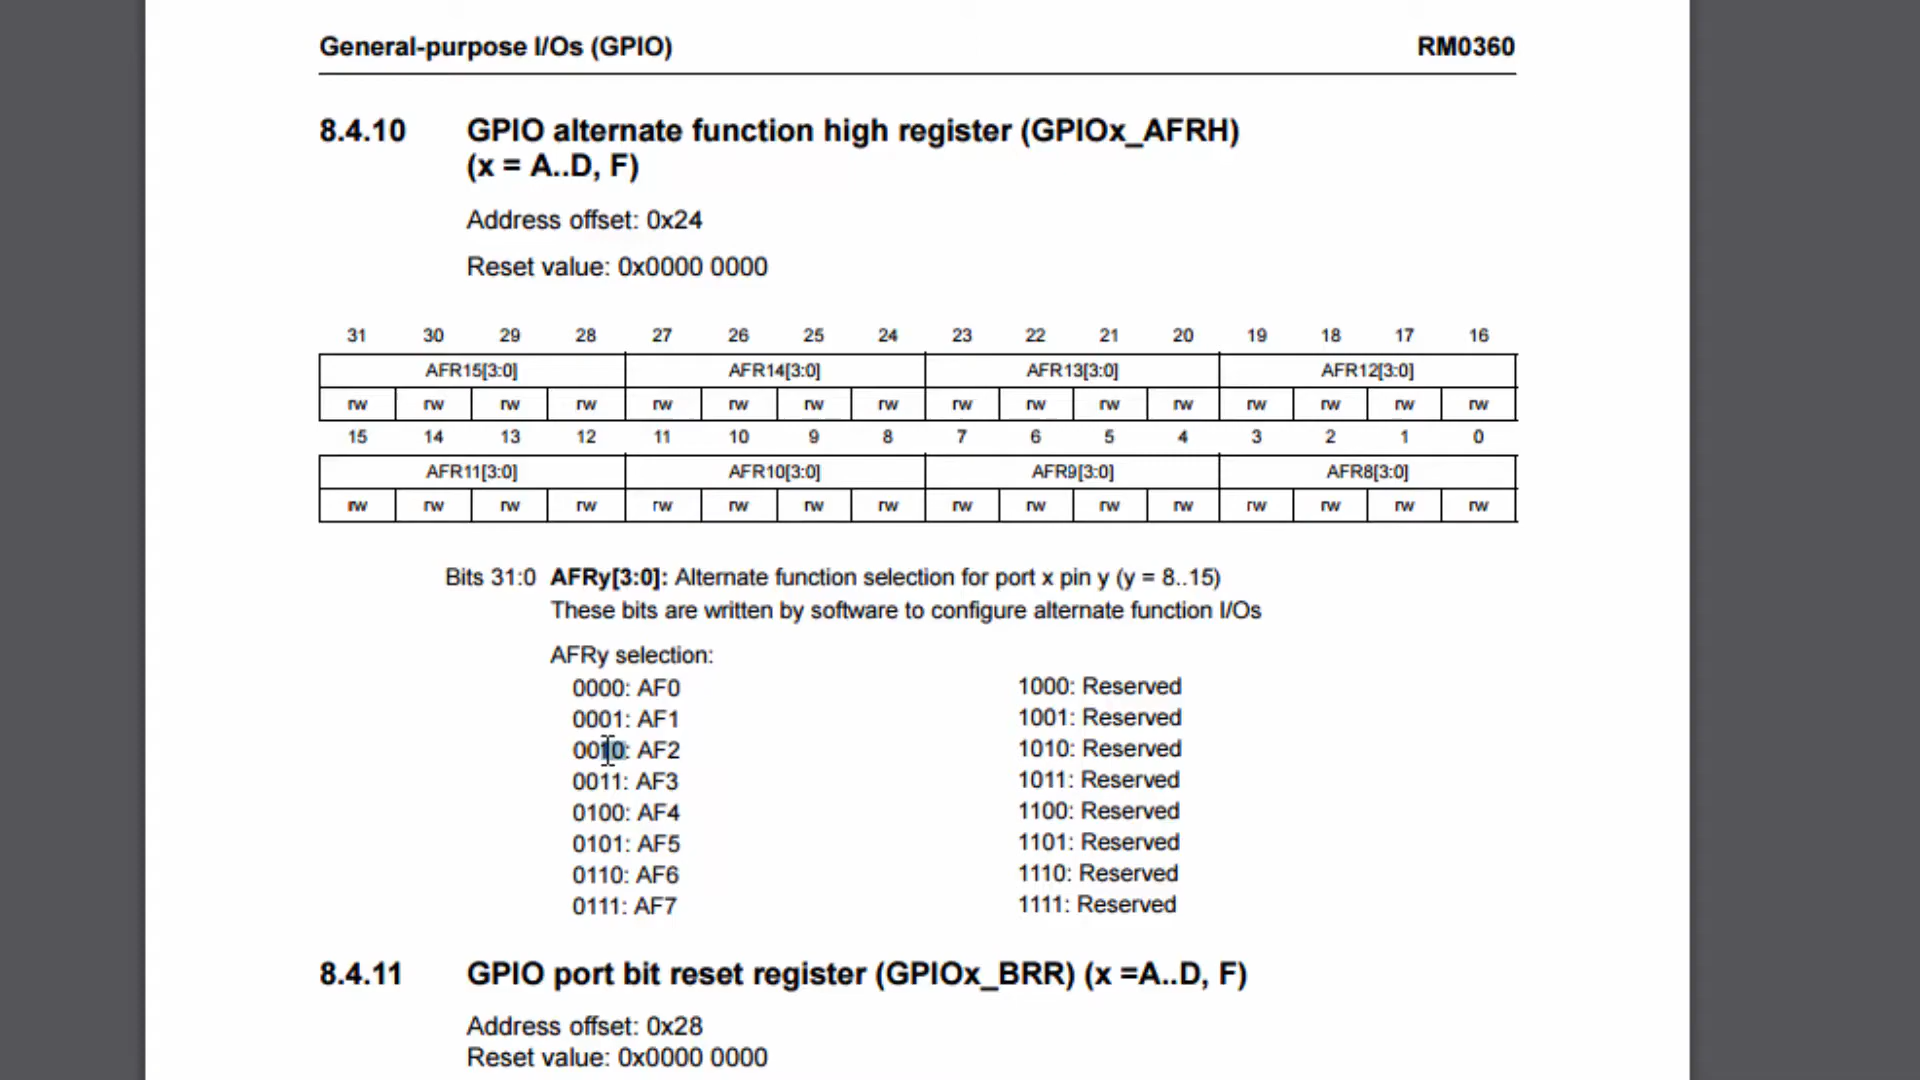 General-purpose I/Os (GPIO) RM0360
8.4.10 GPIO alternate function high register (GPIOx_AFRH)
(x = A..D, F)
Address offset: 0x24
Reset value: 0x0000 0000
31 30 29 28 27 26 25 24 23 22 21 20 19 18 17 16
AFR15[3:0] AFR14[3:0] AFR13[3:0] AFR12[3:0]
rw rw rw rw rw rw rw rw rw rw rw rw rw rw rw rw
15 14 13 12 11 10 9 8 7 6 5 4 3 2 1 0
AFR11[3:0] AFR10[3:0] AFR9[3:0] AFR8[3:0]
rw rw rw rw rw rw rw rw rw rw rw rw rw rw rw rw
Bits 31:0 AFRy[3:0]: Alternate function selection for port x pin y (y = 8..15)
These bits are written by software to configure alternate function I/Os
AFRy selection:
0000: AF0 1000: Reserved
0001: AF1 1001: Reserved
0010: AF2 1010: Reserved
0011: AF3 1011: Reserved
0100: AF4 1100: Reserved
0101: AF5 1101: Reserved
0110: AF6 1110: Reserved
0111: AF7 1111: Reserved
8.4.11 GPIO port bit reset register (GPIOx_BRR) (x =A..D, F)
Address offset: 0x28
Reset value: 0x0000 0000